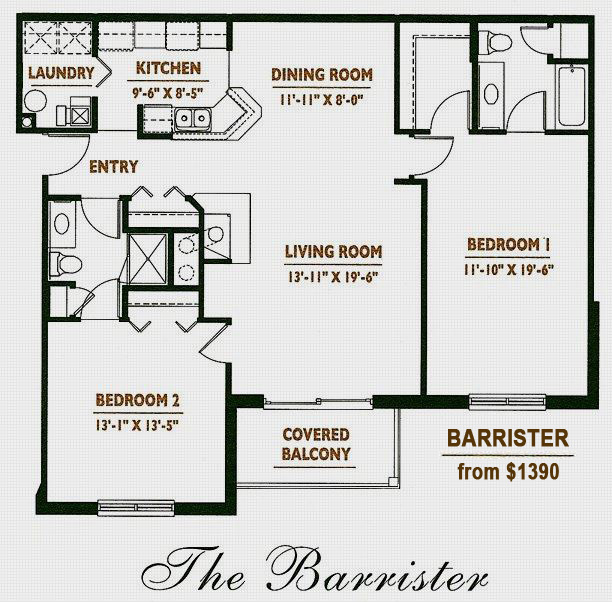 LAUNDRY
KITCHEN
9'-6" X 8'-5"
DINING ROOM
11'-11" X 8'-0"
ENTRY
LIVING ROOM
13'-11" X 19'-6"
BEDROOM 1
11'-10" X 19'-6"
BEDROOM 2
13'-1" X 13'-5"
COVERED
BALCONY
BARRISTER
from $1390
The Barrister